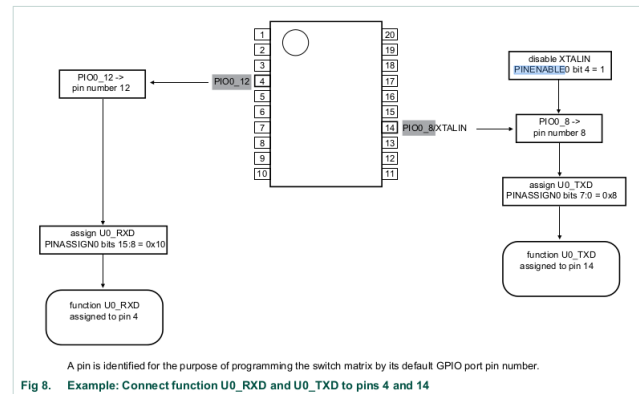 1
2
3
4
5
6
7
8
9
10
20
19
18
17
16
15
14
13
12
11
PIO0_12
PIO0_12 ->
pin number 12
assign U0_RXD
PINASSIGN0 bits 15:8 = 0x10
function U0_RXD
assigned to pin 4
PIO0_8/XTALIN
disable XTALIN
PINENABLE0 bit 4 = 1
PIO0_8 ->
pin number 8
assign U0_TXD
PINASSIGN0 bits 7:0 = 0x8
function U0_TXD
assigned to pin 14
A pin is identified for the purpose of programming the switch matrix by its default GPIO port pin number.
Fig 8. Example: Connect function U0_RXD and U0_TXD to pins 4 and 14